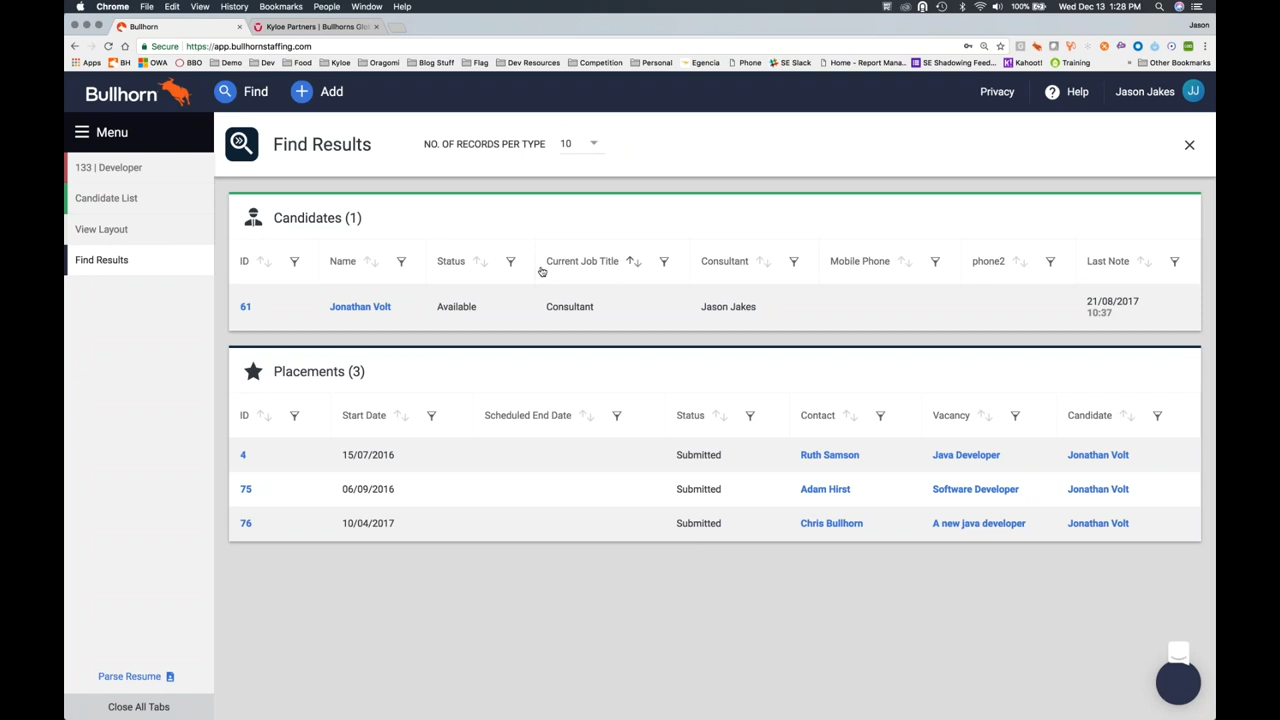 Chrome File Edit View History Bookmarks People Window Help 100% Wed Dec 13 1:28 PM
Bullhorn Kyloe Partners | Bullhorns Glo Jason
Secure https://app.bullhornstaffing.com
Apps BH OWA BBO Demo Dev Food Kyloe Oragomi Blog Stuff Flag Dev Resources Competition Personal Egencia Phone SE Slack Home - Report Mana... SE Shadowing Feed... Kahoot! Training » Other Bookmarks
Bullhorn Find Add Privacy Help Jason Jakes JJ
Menu
133 | Developer
Candidate List
View Layout
Find Results
Find Results NO. OF RECORDS PER TYPE 10
Candidates (1)
ID Name Status Current Job Title Consultant Mobile Phone phone2 Last Note
61 Jonathan Volt Available Consultant Jason Jakes 21/08/2017
10:37
Placements (3)
ID Start Date Scheduled End Date Status Contact Vacancy Candidate
4 15/07/2016 Submitted Ruth Samson Java Developer Jonathan Volt
75 06/09/2016 Submitted Adam Hirst Software Developer Jonathan Volt
76 10/04/2017 Submitted Chris Bullhorn A new java developer Jonathan Volt
Parse Resume
Close All Tabs